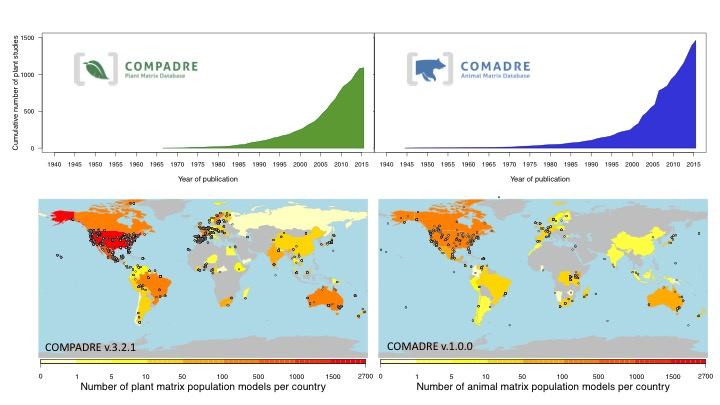 Cumulative number of plant studies
1500
1000
500
0
COMPADRE
Plant Matrix Database
1940 1945 1950 1955 1960 1965 1970 1975 1980 1985 1990 1995 2000 2005 2010 2015
Year of publication
COMADRE
Animal Matrix Database
1940 1945 1950 1955 1960 1965 1970 1975 1980 1985 1990 1995 2000 2005 2010 2015
Year of publication
COMPADRE v.3.2.1
0 1 5 10 50 100 500 1000 1500 2700
Number of plant matrix population models per country
COMADRE v.1.0.0
0 1 5 10 50 100 500 1000 1500 2700
Number of animal matrix population models per country